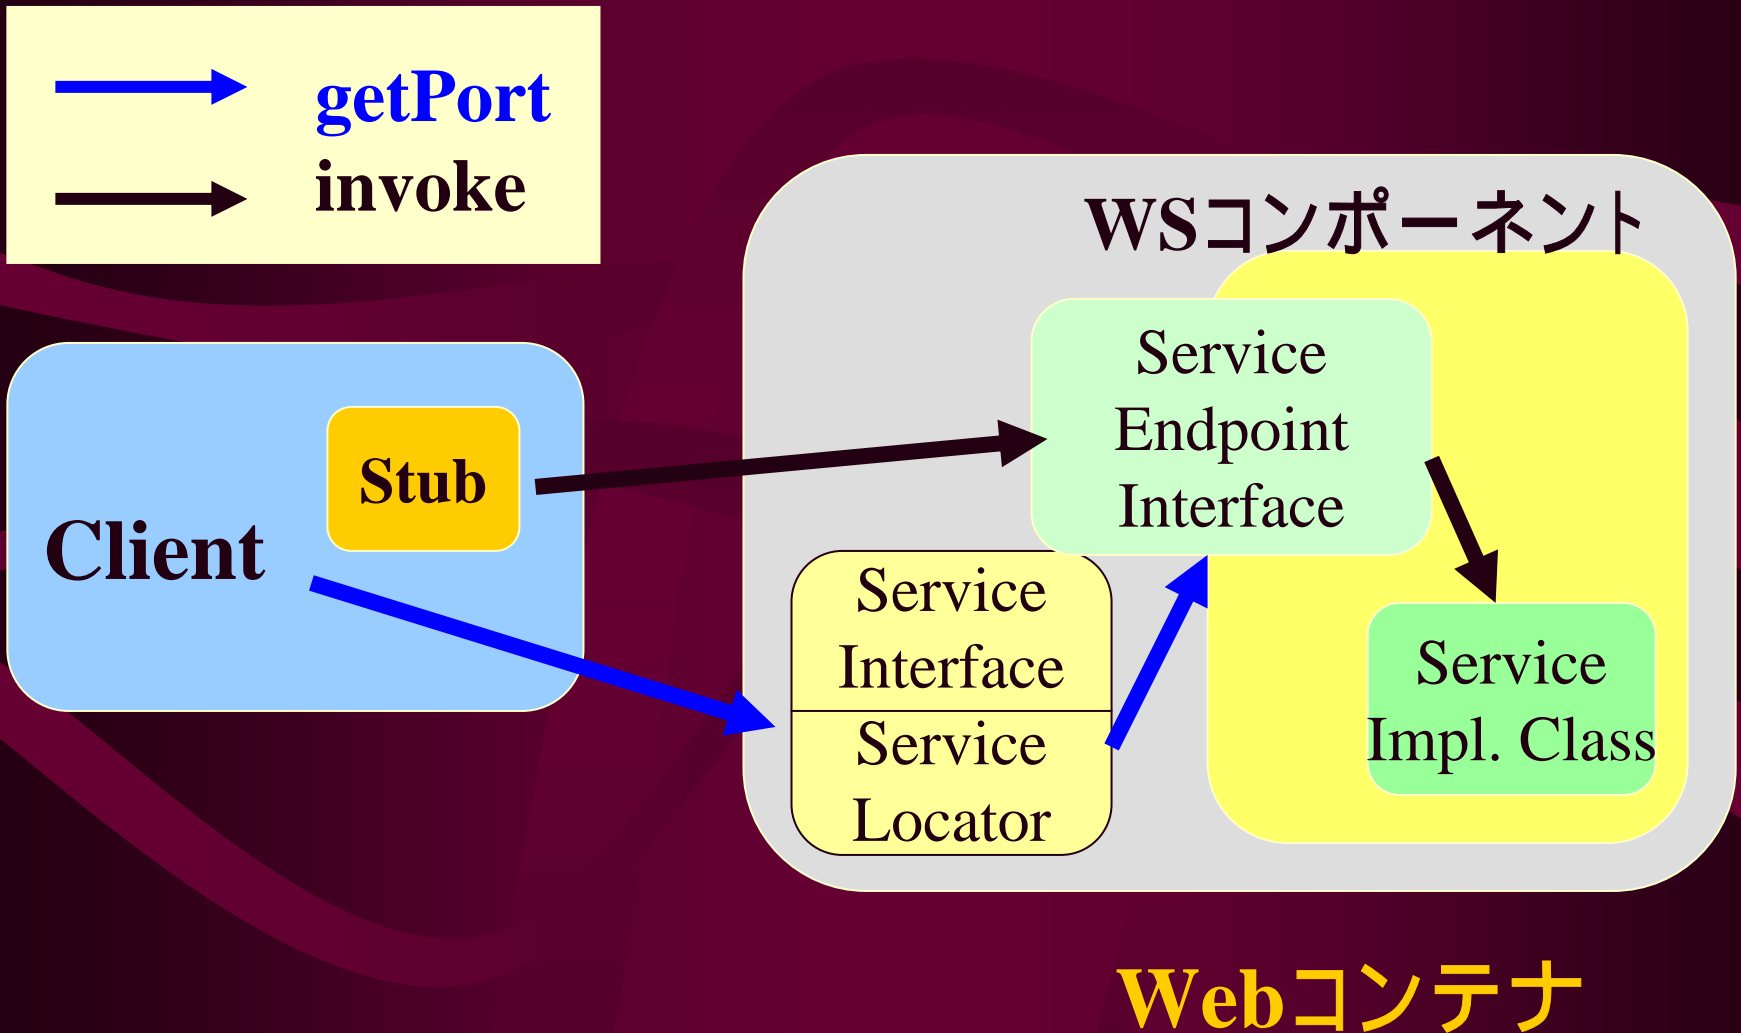 getPort
invoke
WSコンポーネント
Service
Endpoint
Interface
Stub
Client
Service
Interface
Service
Locator
Service
Impl. Class
Webコンテナ